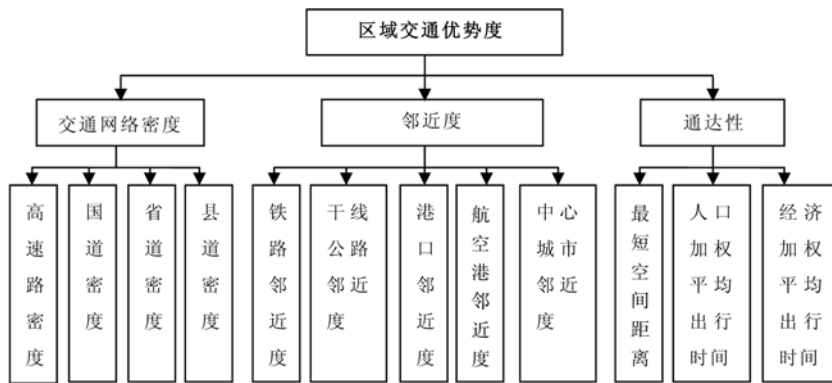 区域交通优势度
交通网络密度
邻近度
通达性
高速路密度
国道密度
省道密度
县道密度
铁路邻近度
干线公路邻近度
港口邻近度
航空港邻近度
中心城市邻近度
最短空间距离
人口加权平均出行时间
经济加权平均出行时间